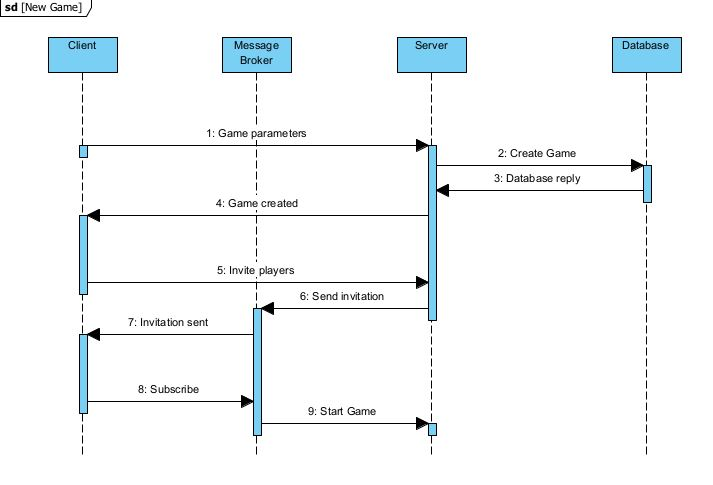 sd [New Game]
Client
Message
Broker
Server
Database
1: Game parameters
2: Create Game
3: Database reply
4: Game created
5: Invite players
6: Send invitation
7: Invitation sent
8: Subscribe
9: Start Game